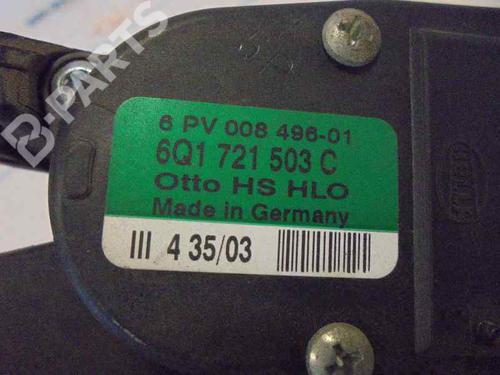 B-PARTS
6 PV 008 496-01
6Q1 721 503 C
Otto HS HLO
Made in Germany
III 4 35/03
HELLA